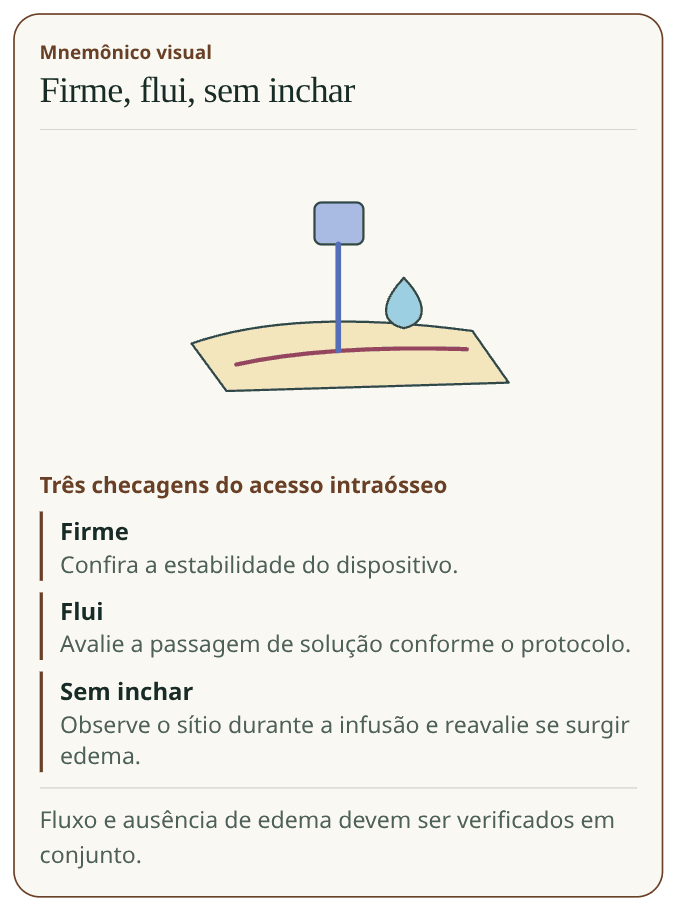 Mnemônico visual
Firme, flui, sem inchar
Três checagens do acesso intraósseo
Firme
Confira a estabilidade do dispositivo.
Flui
Avalie a passagem de solução conforme o protocolo.
Sem inchar
Observe o sítio durante a infusão e reavalie se surgir
edema.
Fluxo e ausência de edema devem ser verificados em
conjunto.